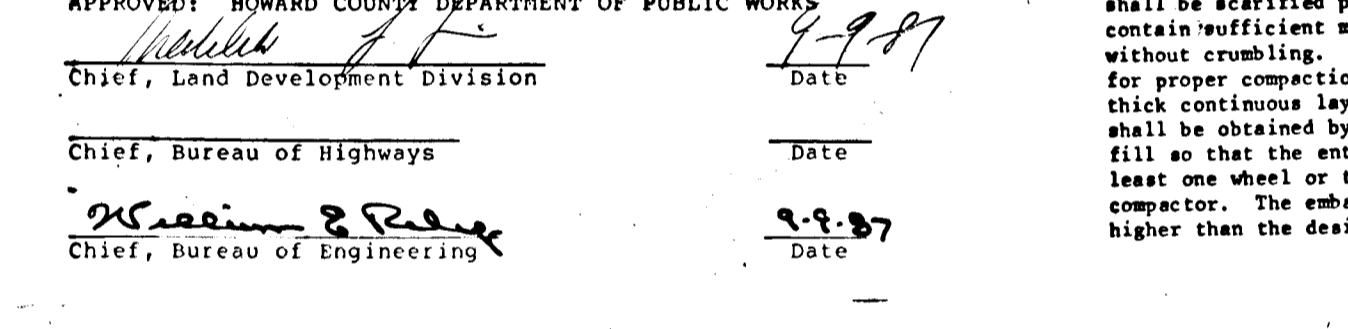 APPROVED: HOWARD COUNTY DEPARTMENT OF PUBLIC WORKS
9-9-87
Chief, Land Development Division Date
Chief, Bureau of Highways Date
William E 9.9.87
Chief, Bureau of Engineering Date
shall be scarified
contain sufficient
without crumbling.
for proper compactio
thick continuous lay
shall be obtained by
fill so that the ent
least one wheel or
compactor. The emba
higher than the desi